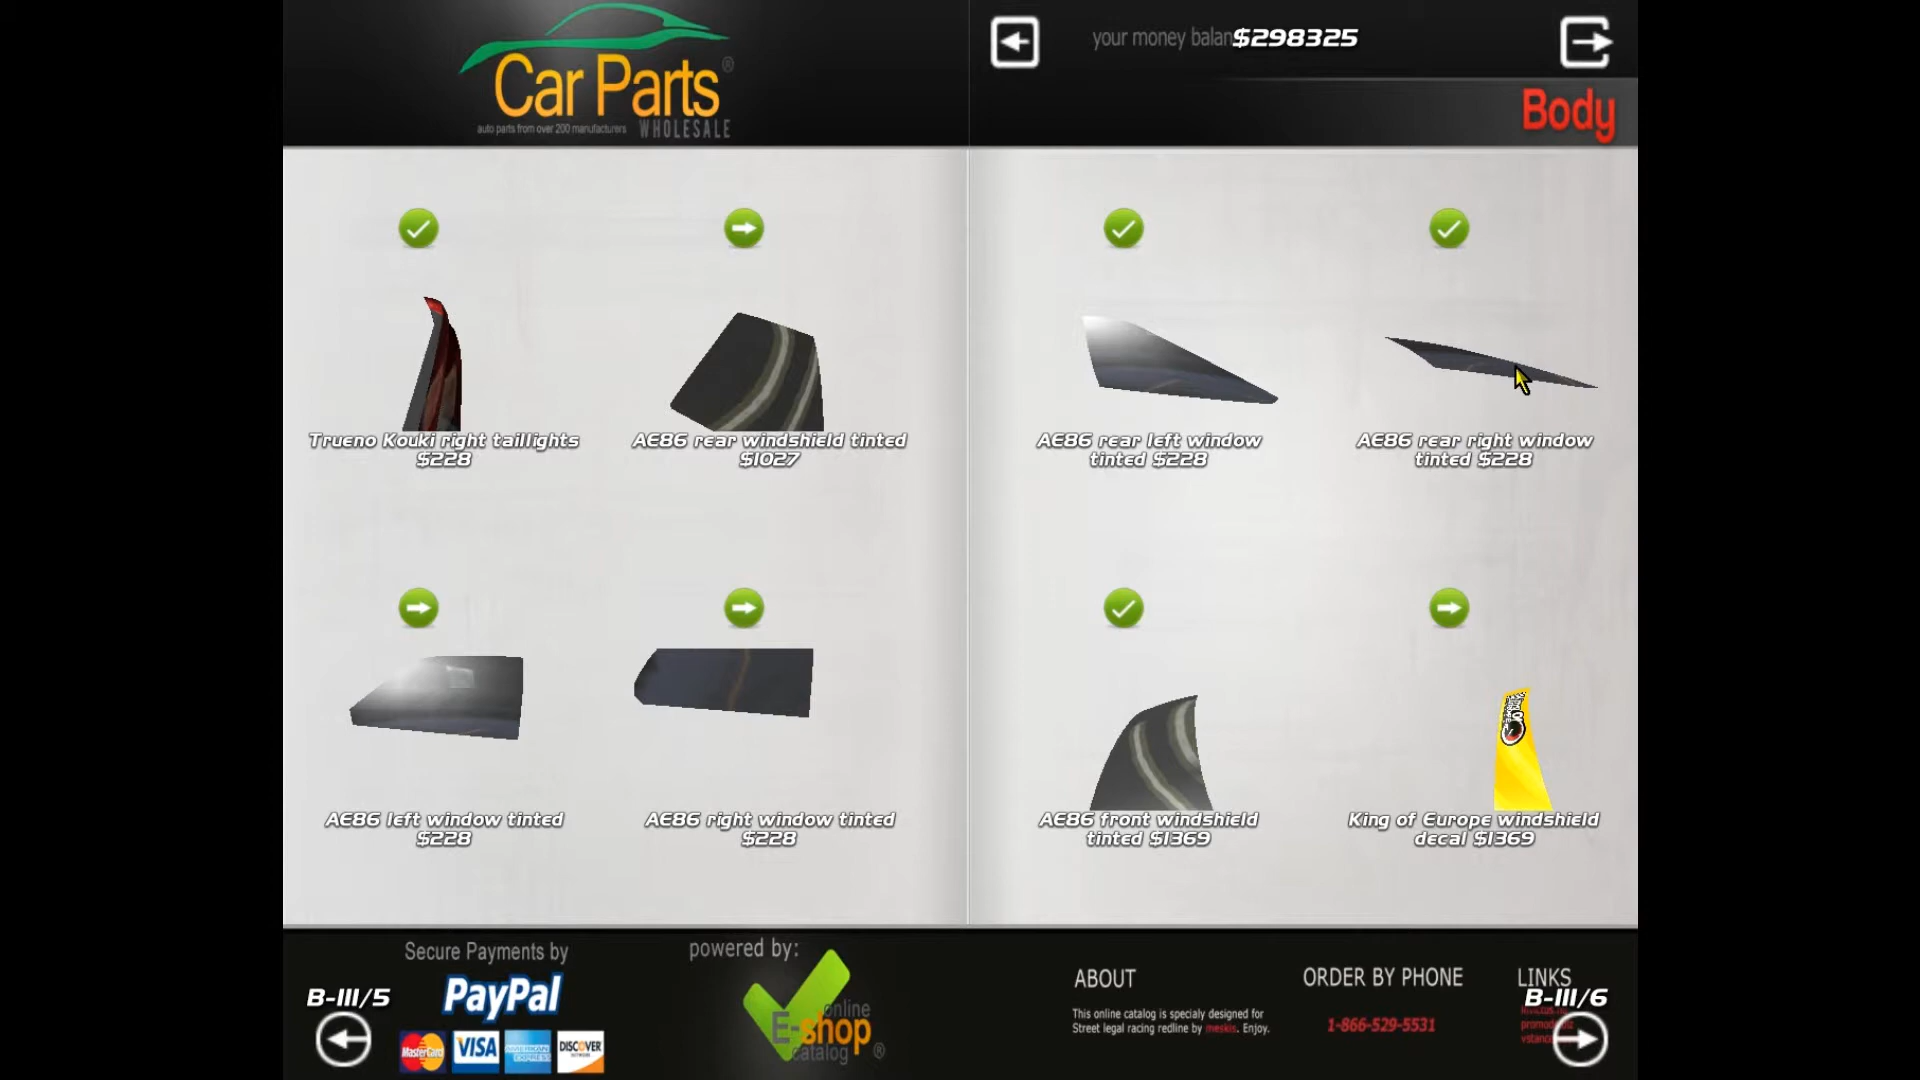 Car Parts®
auto parts from over 200 manufacturers WHOLESALE
your money balan$298325
Body
Trueno Kouki right taillights
$228
AE86 rear windshield tinted
$1027
AE86 rear left window
tinted $228
AE86 rear right window
tinted $228
AE86 left window tinted
$228
AE86 right window tinted
$228
AE86 front windshield
tinted $1369
King of Europe windshield
decal $1369
Secure Payments by
PayPal
MasterCard VISA AMERICAN EXPRESS DISCOVER
B-III/5
powered by:
online
E-shop
catalog ®
ABOUT
This online catalog is specialy designed for
Street legal racing redline by meskis. Enjoy.
ORDER BY PHONE
1-866-529-5531
LINKS
B-III/6